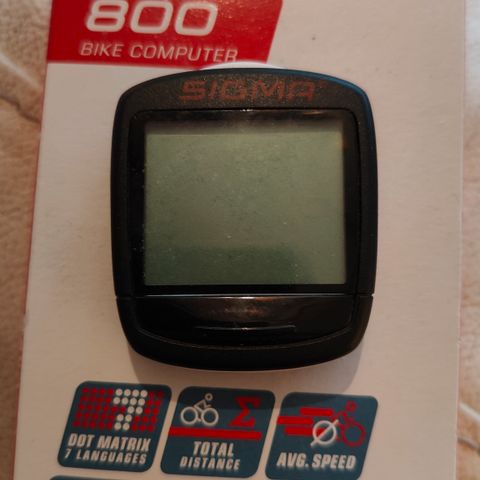 800
BIKE COMPUTER
SIGMA
DOT MATRIX
7 LANGUAGES
Σ
TOTAL
DISTANCE
Ø
AVG. SPEED